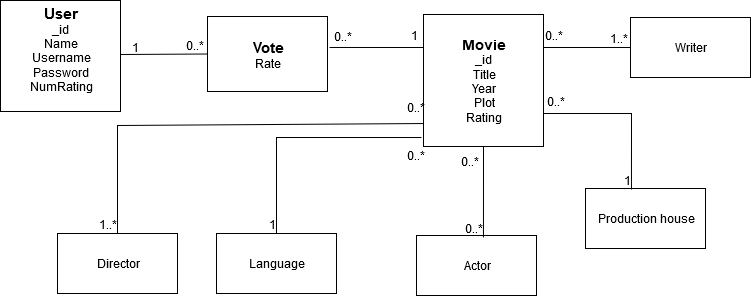 User
_id
Name
Username
Password
NumRating
1
0..*
Vote
Rate
0..*
1
Movie
_id
Title
Year
Plot
Rating
0..*
1..*
Writer
0..*
0..*
0..*
0..*
1..*
1
0..*
1
Director
Language
Actor
Production house